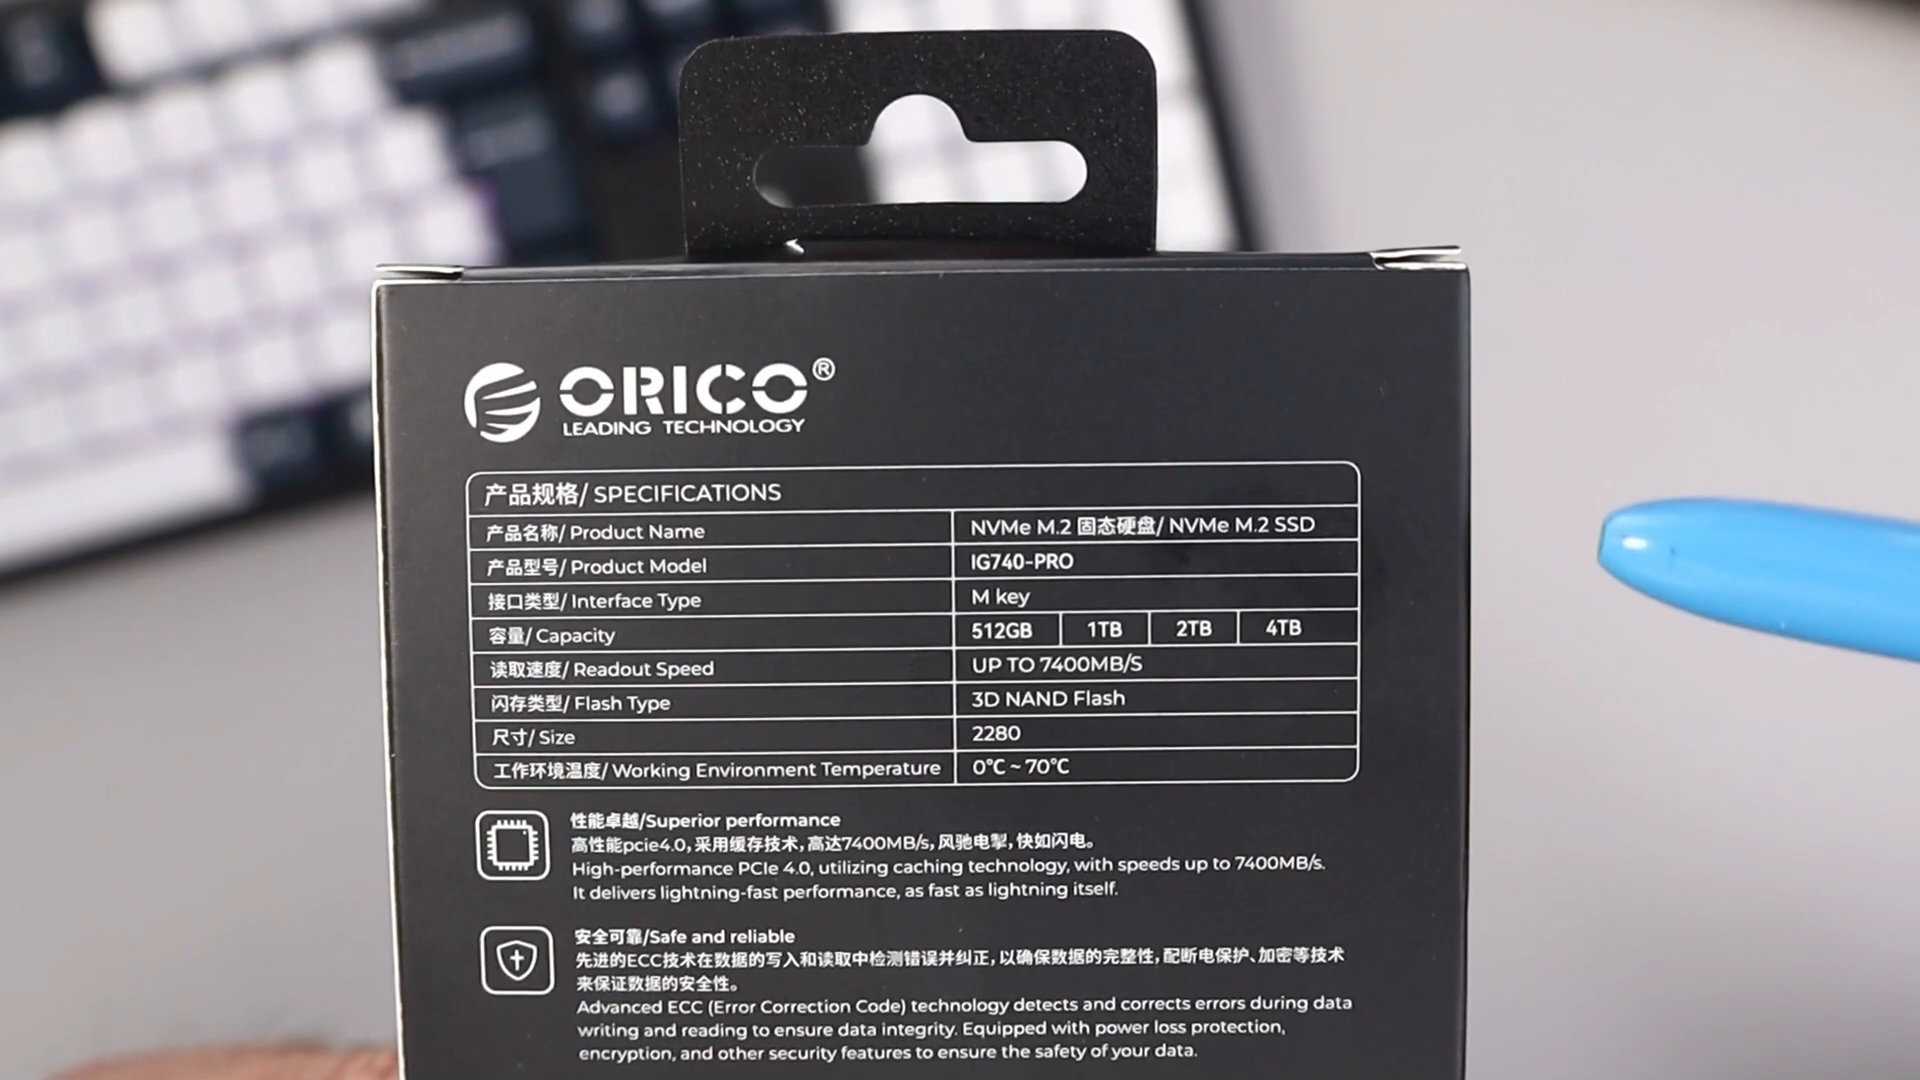 ORICO®
LEADING TECHNOLOGY
产品规格/ SPECIFICATIONS
产品名称/ Product Name NVMe M.2 固态硬盘/ NVMe M.2 SSD
产品型号/ Product Model IG740-PRO
接口类型/ Interface Type M key
容量/ Capacity 512GB 1TB 2TB 4TB
读取速度/ Readout Speed UP TO 7400MB/S
闪存类型/ Flash Type 3D NAND Flash
尺寸/ Size 2280
工作环境温度/ Working Environment Temperature 0℃ ~ 70℃
性能卓越/Superior performance
高性能pcie4.0，采用缓存技术，高达7400MB/s，风驰电掣，快如闪电。
High-performance PCIe 4.0, utilizing caching technology, with speeds up to 7400MB/s.
It delivers lightning-fast performance, as fast as lightning itself.
安全可靠/Safe and reliable
先进的ECC技术在数据的写入和读取中检测错误并纠正，以确保数据的完整性，配断电保护、加密等技术
来保证数据的安全性。
Advanced ECC (Error Correction Code) technology detects and corrects errors during data
writing and reading to ensure data integrity. Equipped with power loss protection,
encryption, and other security features to ensure the safety of your data.